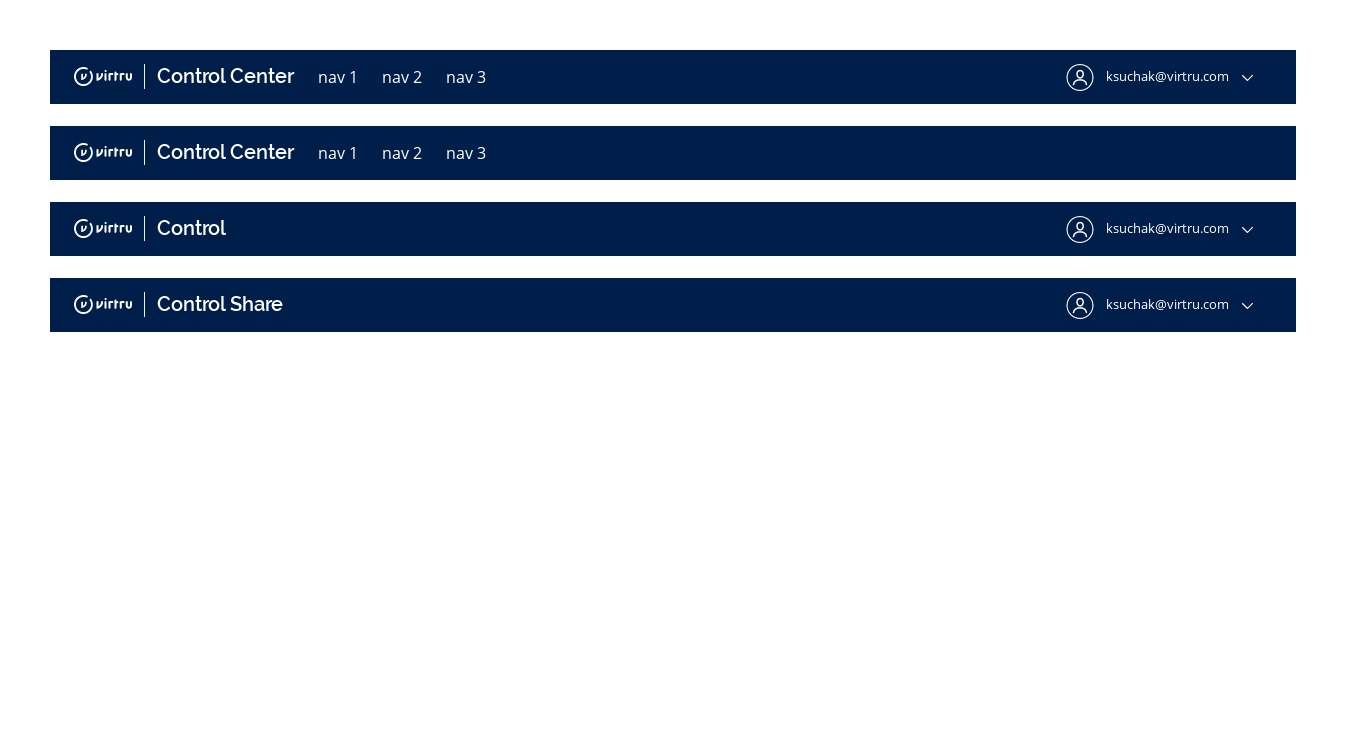 virtru Control Center nav 1 nav 2 nav 3 ksuchak@virtru.com
virtru Control Center nav 1 nav 2 nav 3
virtru Control ksuchak@virtru.com
virtru Control Share ksuchak@virtru.com